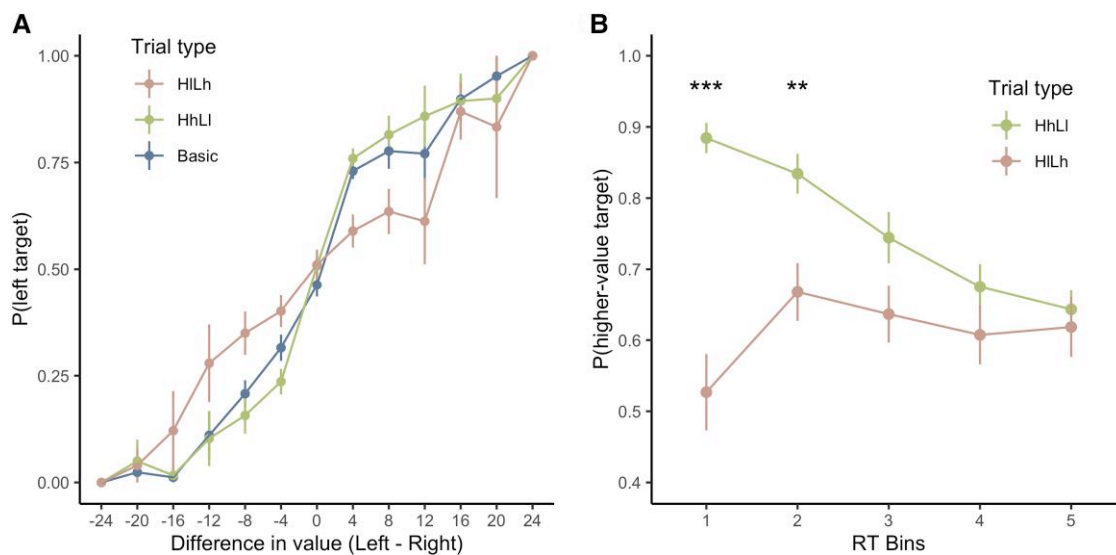 A
Trial type
HlLh
HhLl
Basic
P(left target)
1.00
0.75
0.50
0.25
0.00
-24 -20 -16 -12 -8 -4 0 4 8 12 16 20 24
Difference in value (Left - Right)
B
*** **
Trial type
HhLl
HlLh
P(higher-value target)
1.0
0.9
0.8
0.7
0.6
0.5
0.4
1 2 3 4 5
RT Bins